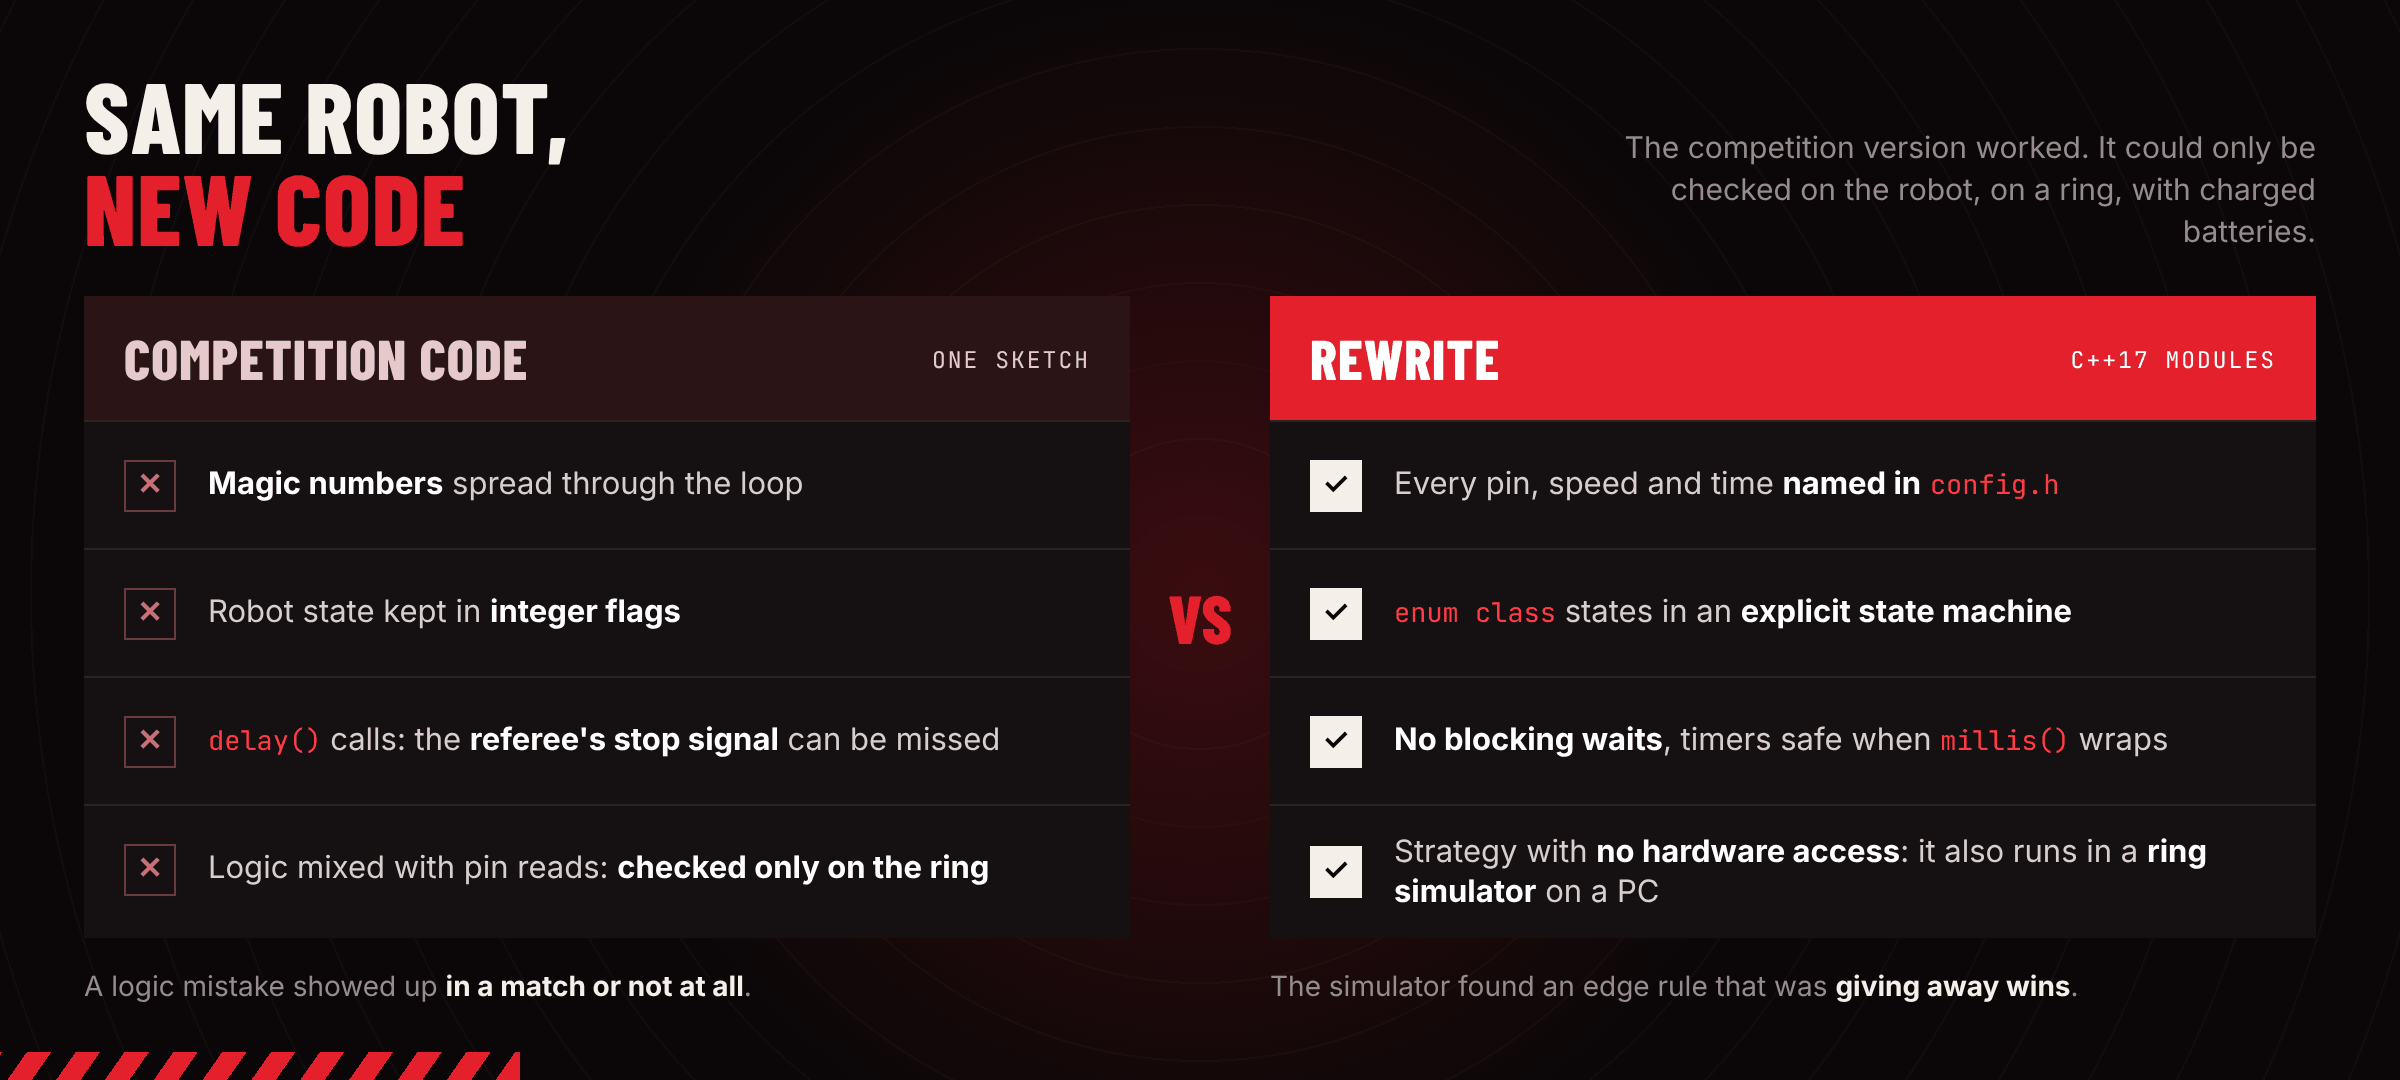 SAME ROBOT,
NEW CODE
The competition version worked. It could only be
checked on the robot, on a ring, with charged
batteries.
COMPETITION CODE
ONE SKETCH
Magic numbers spread through the loop
Robot state kept in integer flags
delay() calls: the referee's stop signal can be missed
Logic mixed with pin reads: checked only on the ring
A logic mistake showed up in a match or not at all.
VS
REWRITE
C++17 MODULES
Every pin, speed and time named in config.h
enum class states in an explicit state machine
No blocking waits, timers safe when millis() wraps
Strategy with no hardware access: it also runs in a ring
simulator on a PC
The simulator found an edge rule that was giving away wins.